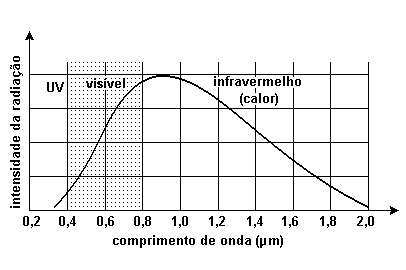 intensidade da radiação
UV
visível
infravermelho
(calor)
0,2 0,4 0,6 0,8 1,0 1,2 1,4 1,6 1,8 2,0
comprimento de onda (µm)